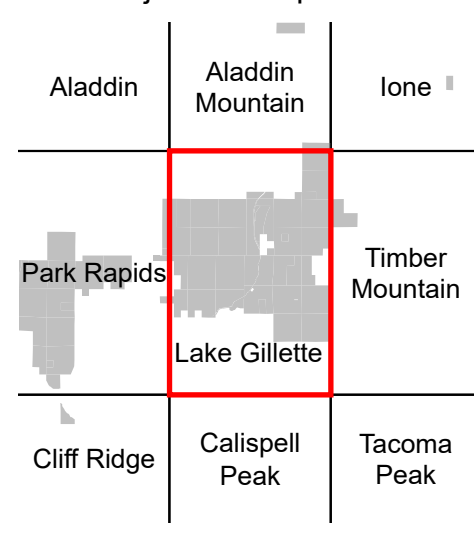 Aladdin
Aladdin
Mountain
Ione
Park Rapids
Timber
Mountain
Lake Gillette
Cliff Ridge
Calispell
Peak
Tacoma
Peak